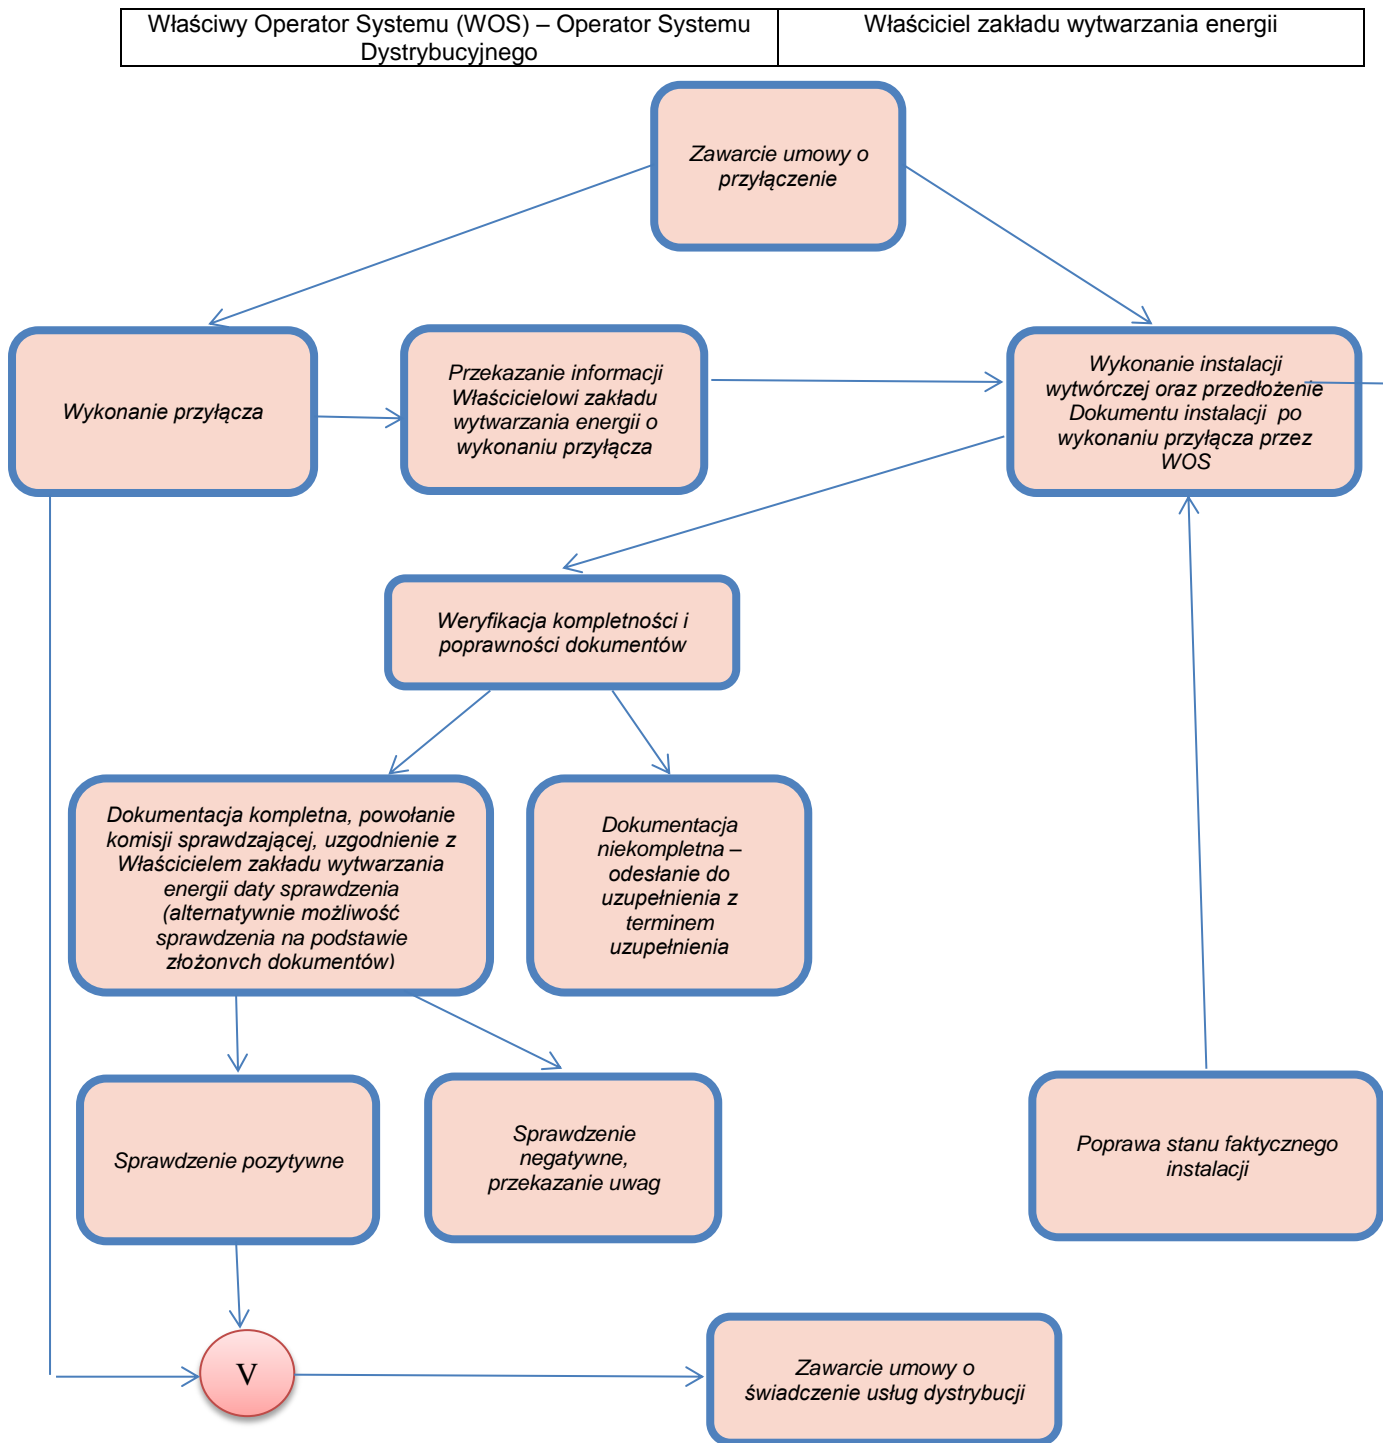 Właściwy Operator Systemu (WOS) – Operator Systemu
Dystrybucyjnego
Właściciel zakładu wytwarzania energii
Zawarcie umowy o
przyłączenie
Wykonanie przyłącza
Przekazanie informacji
Właścicielowi zakładu
wytwarzania energii o
wykonaniu przyłącza
Wykonanie instalacji
wytwórczej oraz przedłożenie
Dokumentu instalacji po
wykonaniu przyłącza przez
WOS
Weryfikacja kompletności i
poprawności dokumentów
Dokumentacja kompletna, powołanie
komisji sprawdzającej, uzgodnienie z
Właścicielem zakładu wytwarzania
energii daty sprawdzenia
(alternatywnie możliwość
sprawdzenia na podstawie
złożonych dokumentów)
Dokumentacja
niekompletna –
odesłanie do
uzupełnienia z
terminem
uzupełnienia
Sprawdzenie pozytywne
Sprawdzenie
negatywne,
przekazanie uwag
Poprawa stanu faktycznego
instalacji
V
Zawarcie umowy o
świadczenie usług dystrybucji